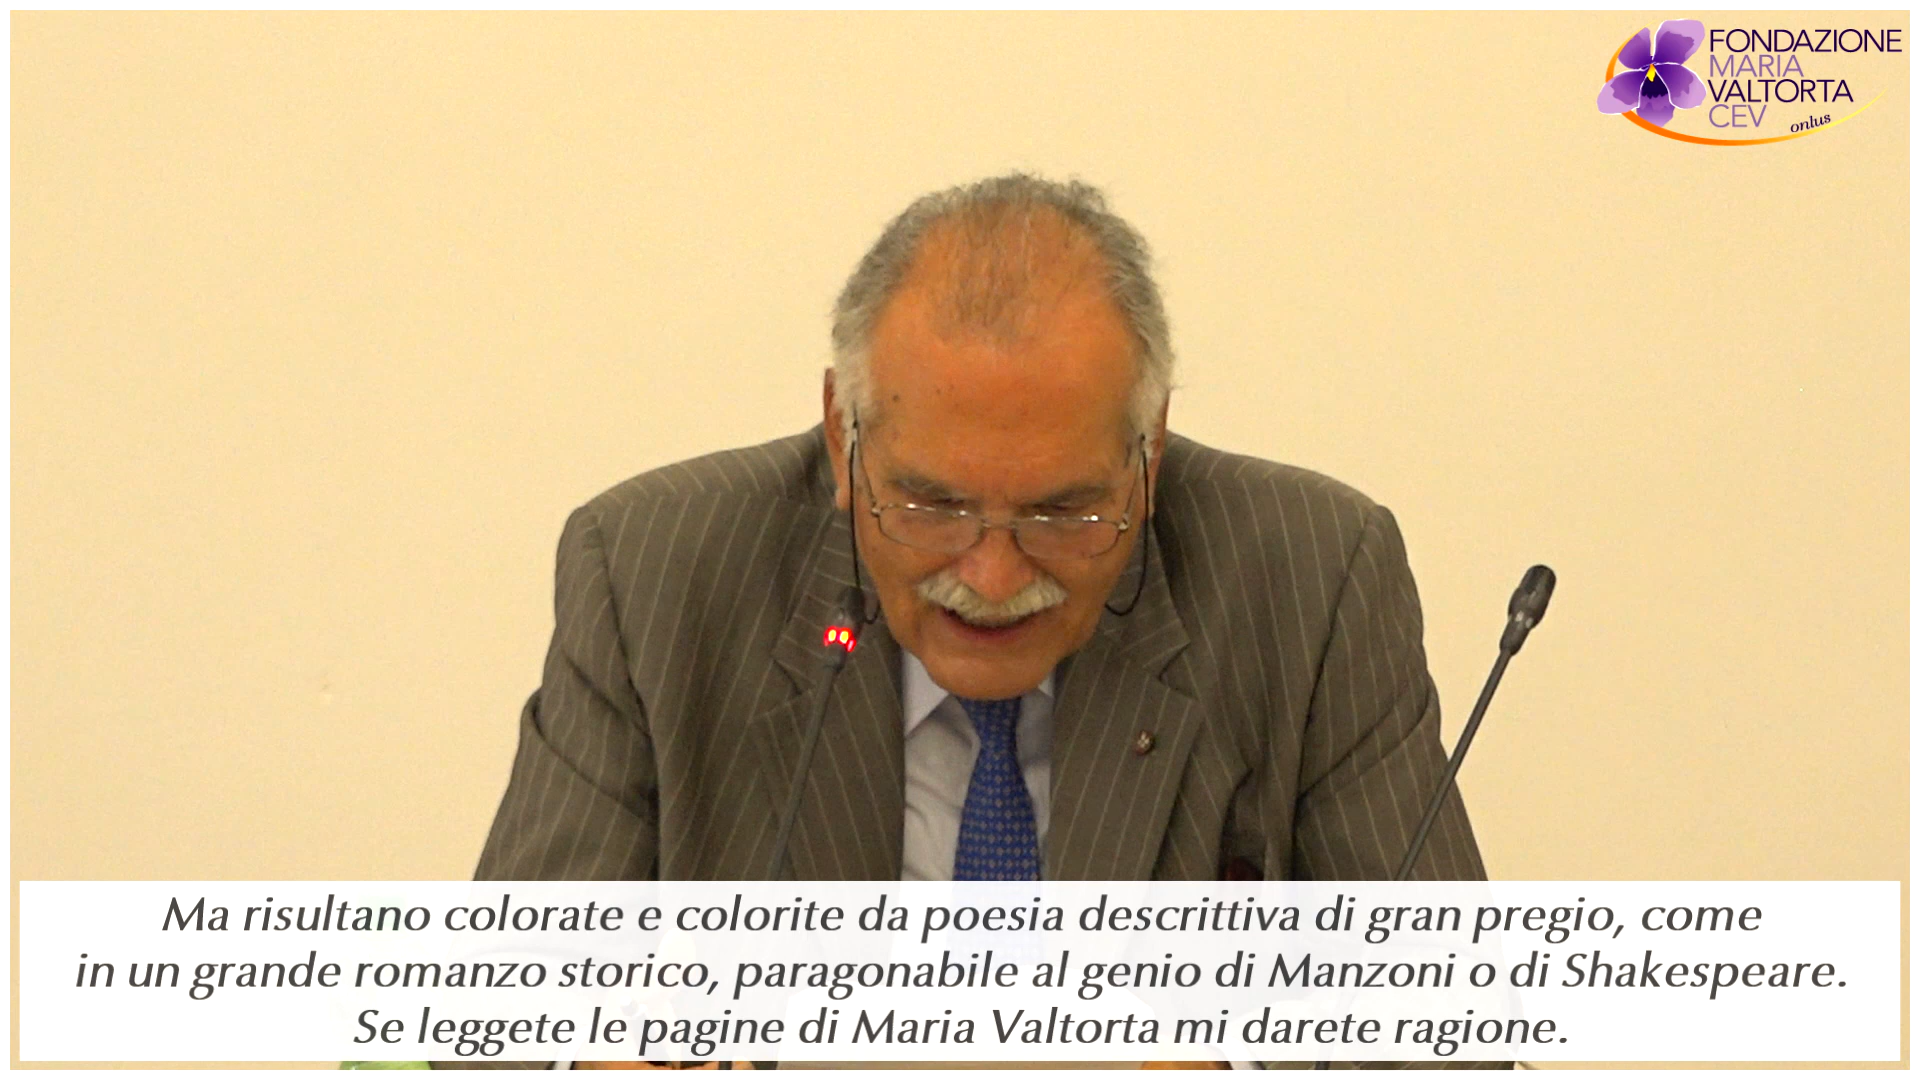 FONDAZIONE
MARIA
VALTORTA
CEV onlus
Ma risultano colorate e colorite da poesia descrittiva di gran pregio, come
in un grande romanzo storico, paragonabile al genio di Manzoni o di Shakespeare.
Se leggete le pagine di Maria Valtorta mi darete ragione.